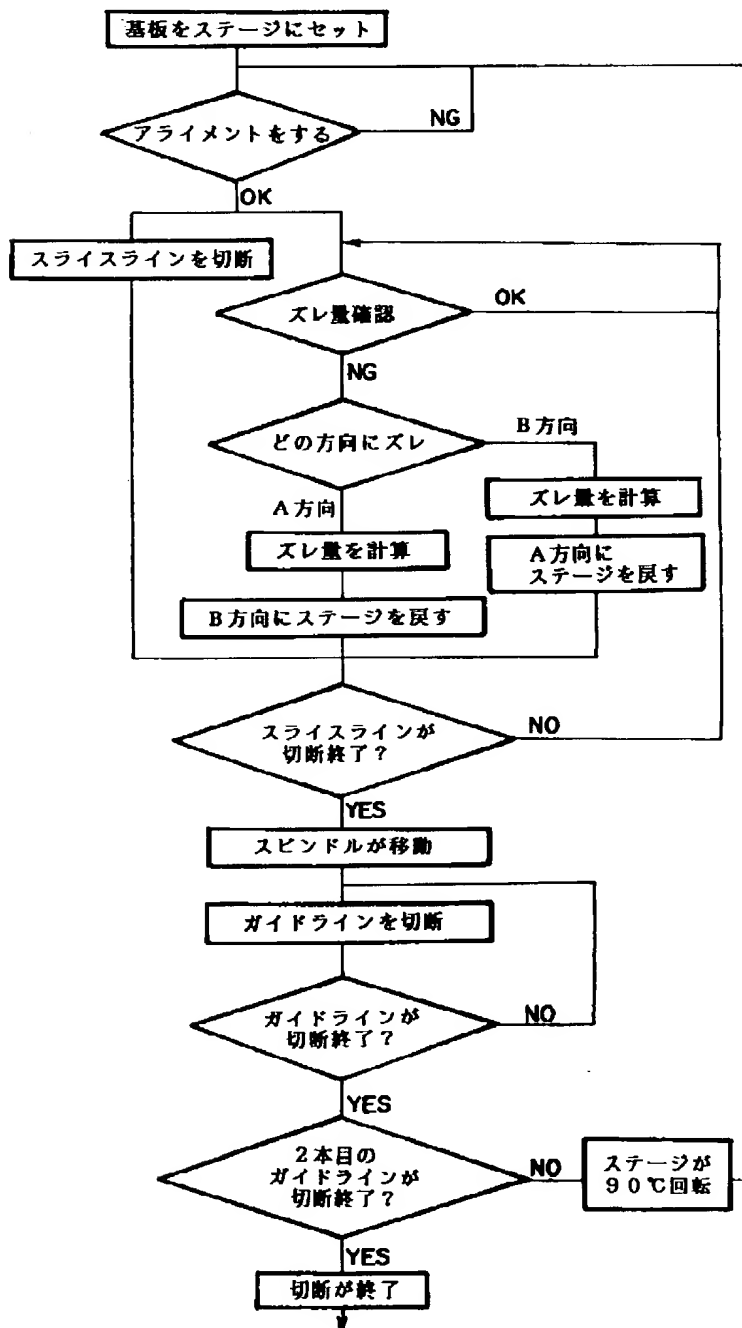 基板をステージにセット
アライメントをする
NG
OK
スライスラインを切断
ズレ量確認
OK
NG
どの方向にズレ
B方向
A方向
ズレ量を計算
ズレ量を計算
A方向に
ステージを戻す
B方向にステージを戻す
スライスラインが
切断終了?
NO
YES
スピンドルが移動
ガイドラインを切断
ガイドラインが
切断終了?
NO
YES
2本目の
ガイドラインが
切断終了?
NO
ステージが
90℃回転
YES
切断が終了